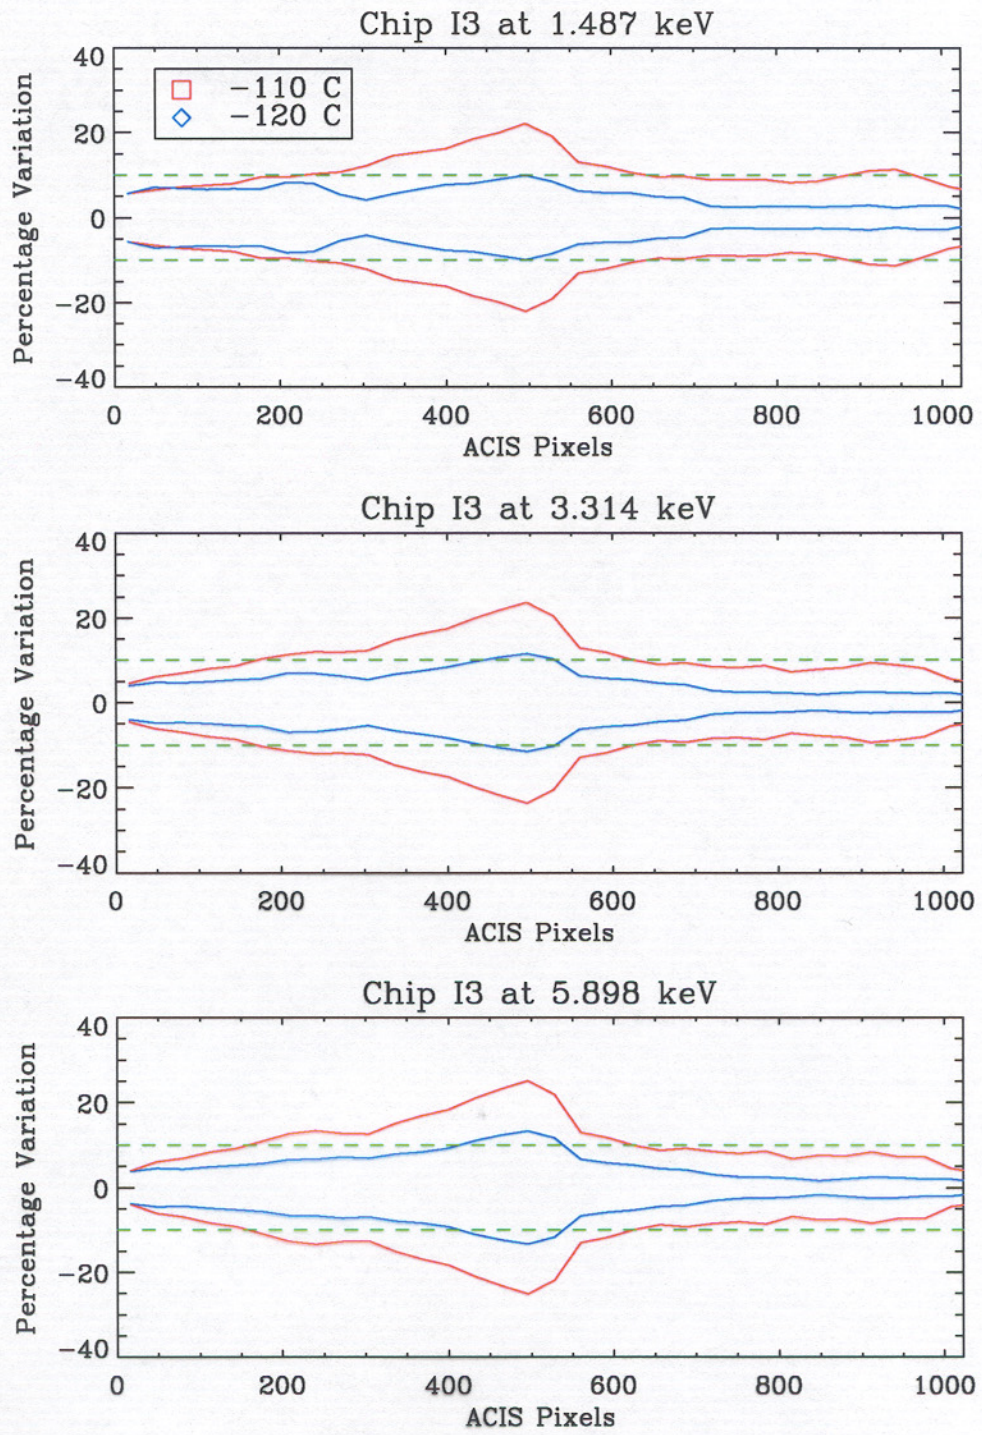 Chip I3 at 1.487 keV
Percentage Variation
40
20
0
−20
−40
−110 C
−120 C
0 200 400 600 800 1000
ACIS Pixels
Chip I3 at 3.314 keV
Percentage Variation
40
20
0
−20
−40
0 200 400 600 800 1000
ACIS Pixels
Chip I3 at 5.898 keV
Percentage Variation
40
20
0
−20
−40
0 200 400 600 800 1000
ACIS Pixels